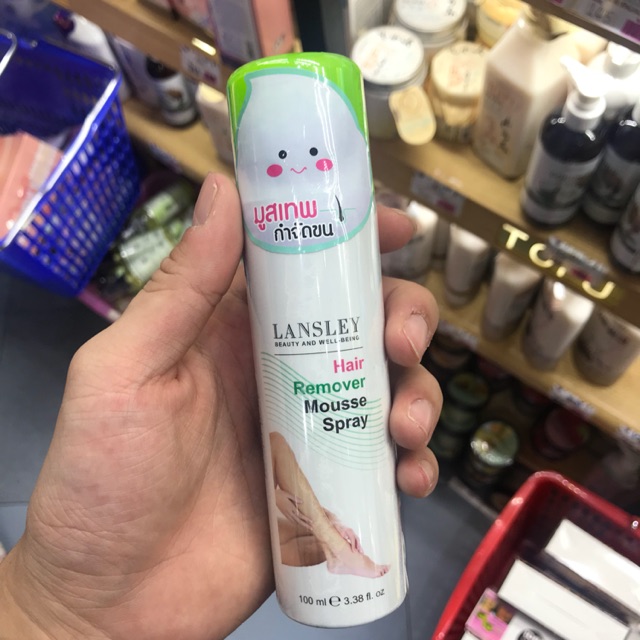 มูสเทพ
กำจัดขน
LANSLEY
BEAUTY AND WELL-BEING
Hair
Remover
Mousse
Spray
100 ml ℮ 3.38 fl. oz